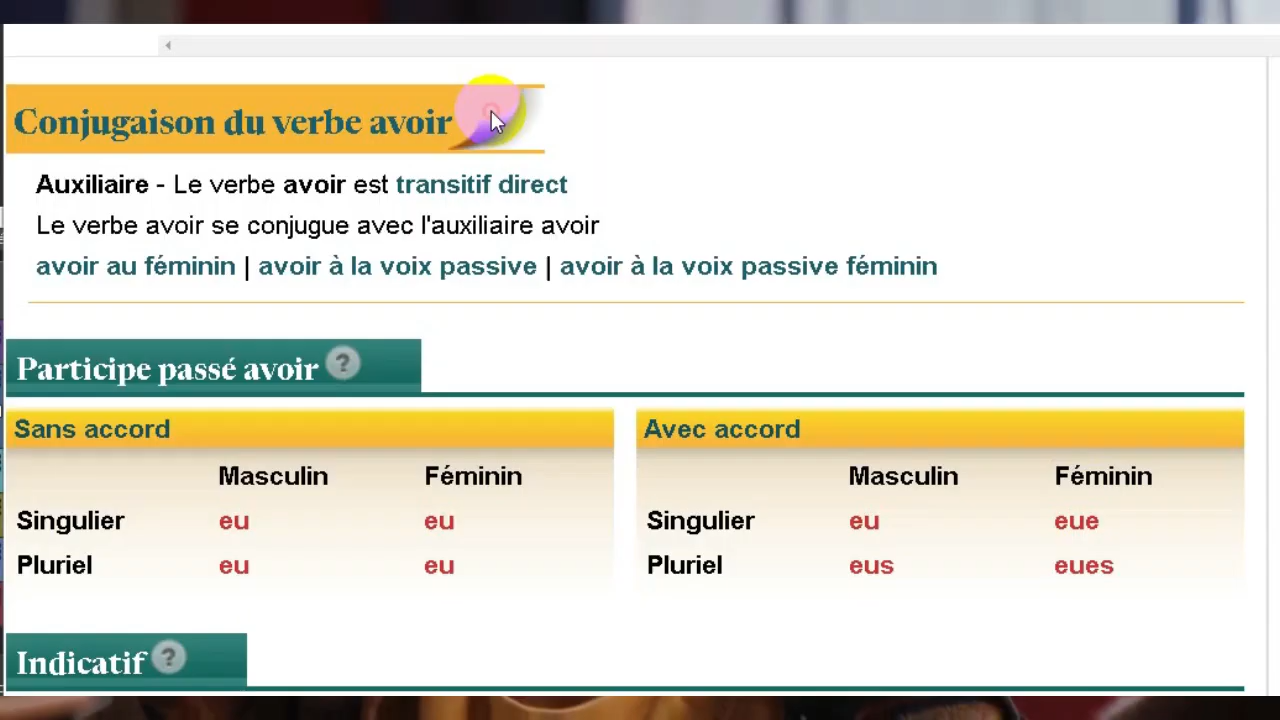 Conjugaison du verbe avoir
Auxiliaire - Le verbe avoir est transitif direct
Le verbe avoir se conjugue avec l'auxiliaire avoir
avoir au féminin | avoir à la voix passive | avoir à la voix passive féminin
Participe passé avoir ?
Sans accord
Masculin Féminin
Singulier eu eu
Pluriel eu eu
Avec accord
Masculin Féminin
Singulier eu eue
Pluriel eus eues
Indicatif ?